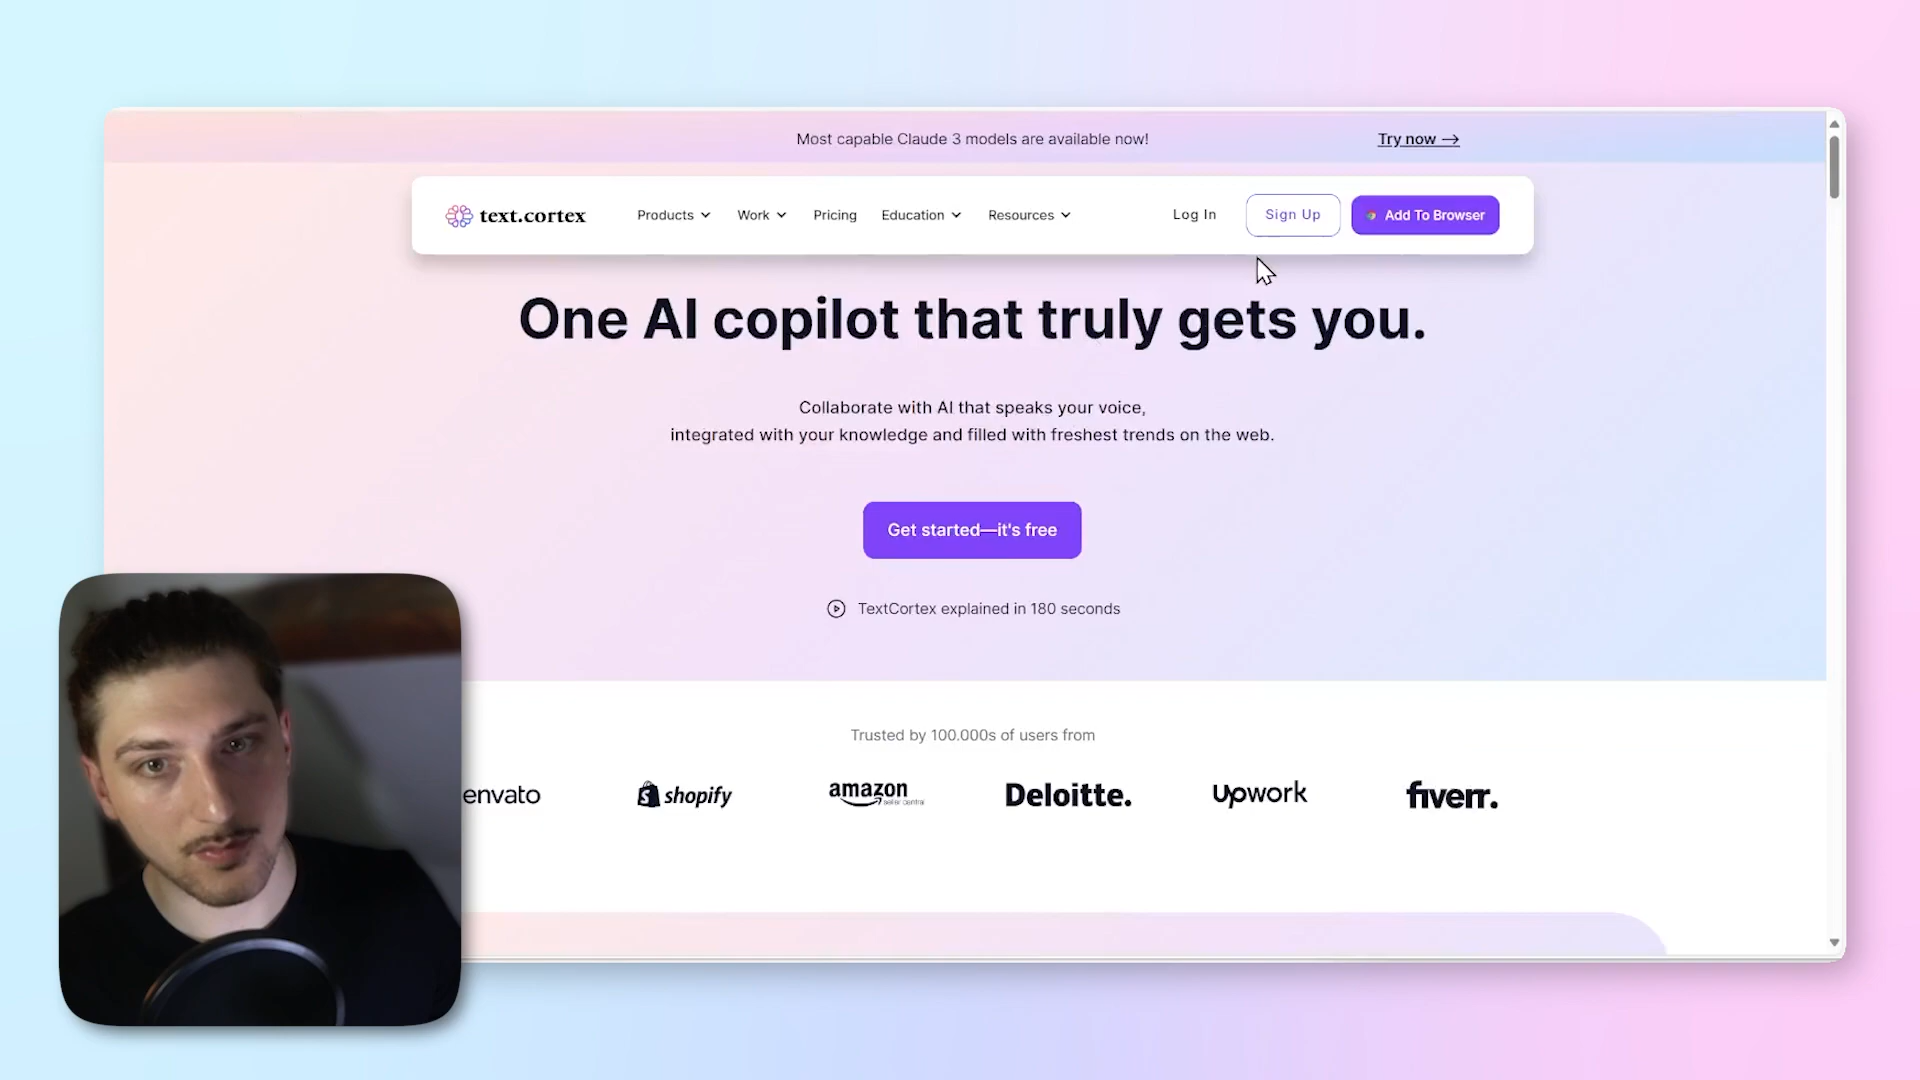 Most capable Claude 3 models are available now!
Try now →
text.cortex
Products
Work
Pricing
Education
Resources
Log In
Sign Up
Add To Browser
One AI copilot that truly gets you.
Collaborate with AI that speaks your voice,
integrated with your knowledge and filled with freshest trends on the web.
Get started—it's free
TextCortex explained in 180 seconds
Trusted by 100.000s of users from
envato
shopify
amazon
seller central
Deloitte.
Upwork
fiverr.